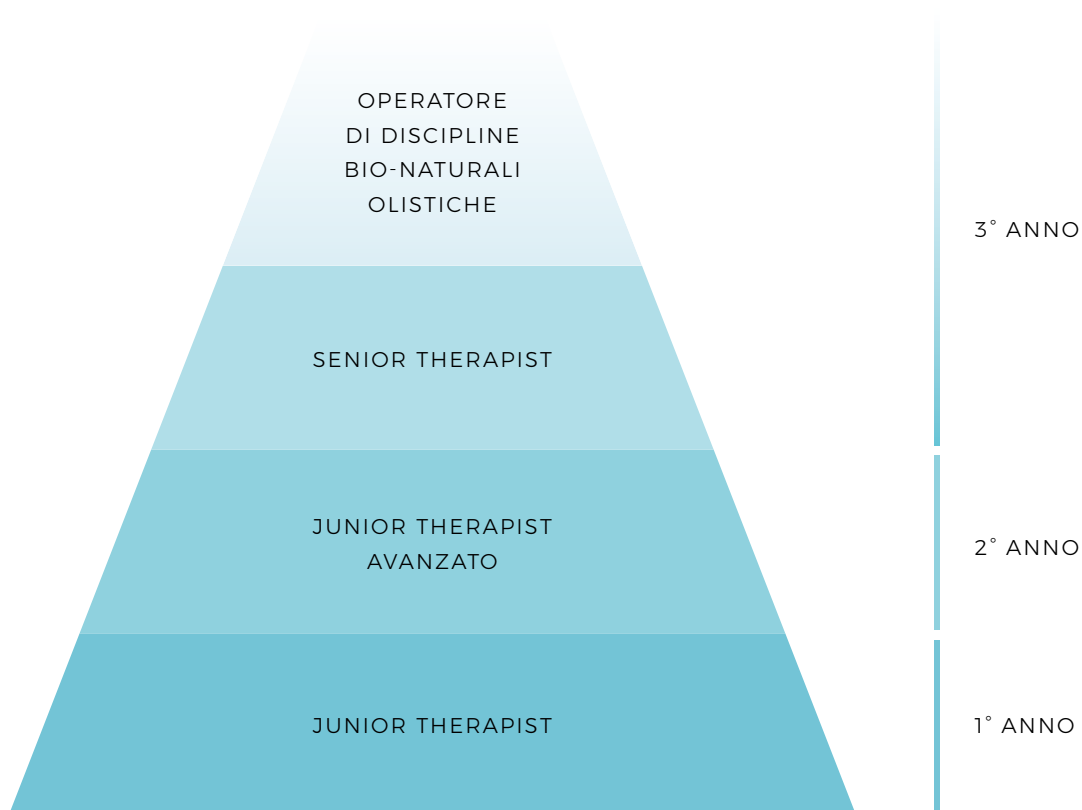 OPERATORE
DI DISCIPLINE
BIO-NATURALI
OLISTICHE
3° ANNO
SENIOR THERAPIST
JUNIOR THERAPIST
AVANZATO
2° ANNO
JUNIOR THERAPIST
1° ANNO